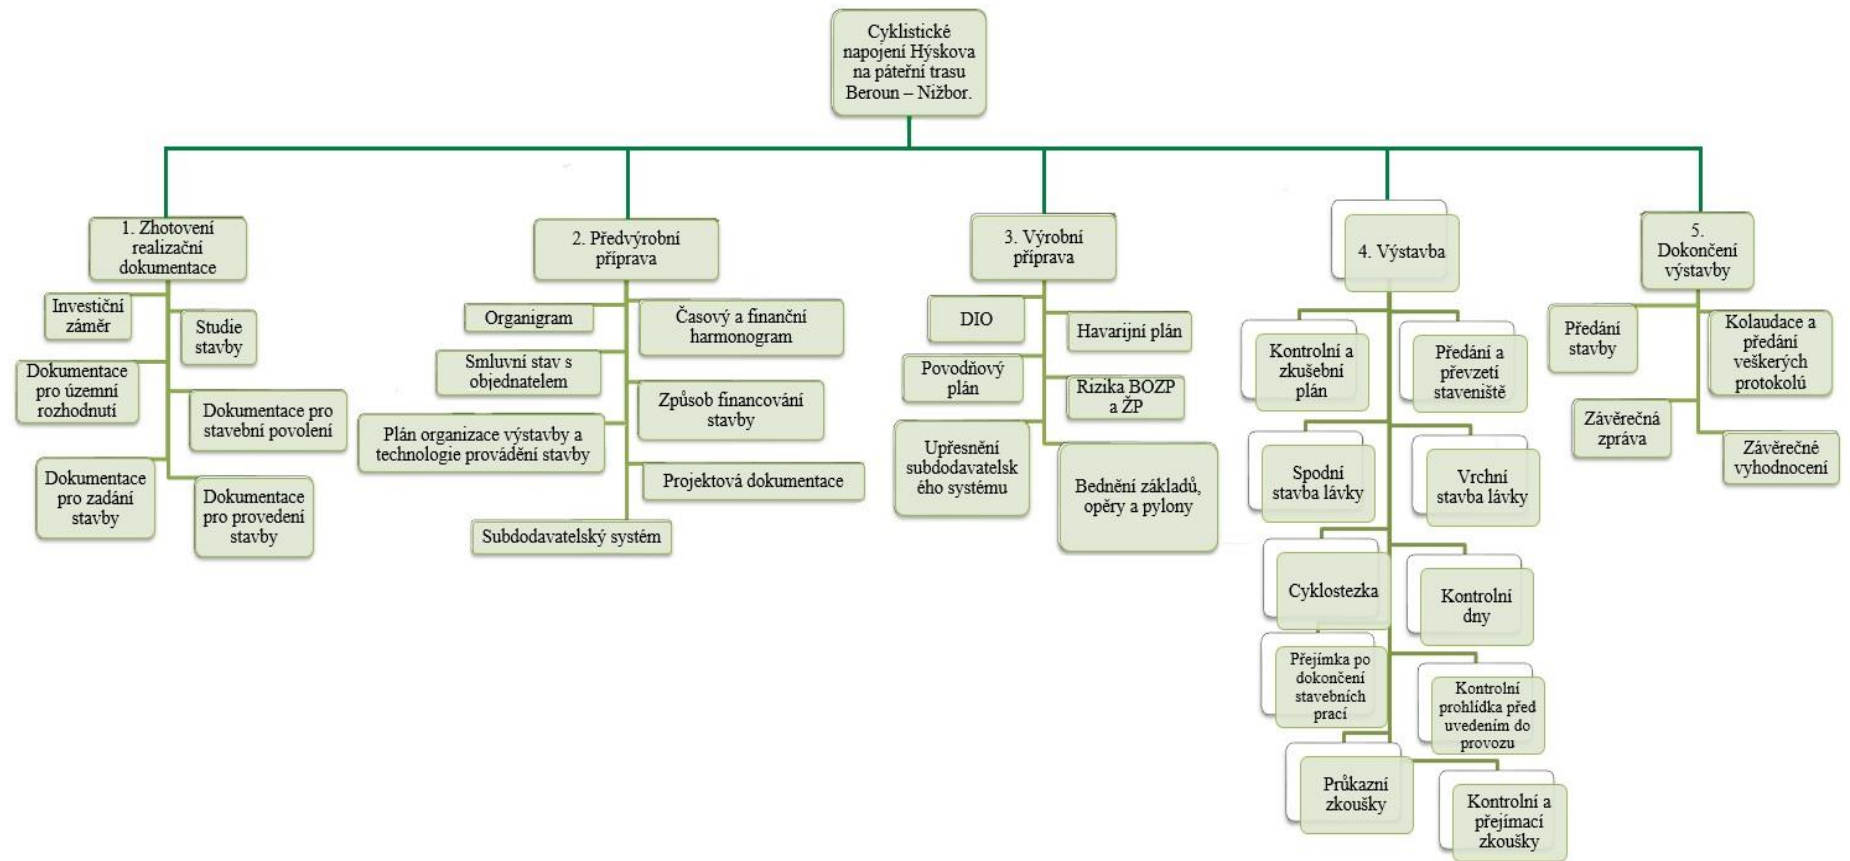 Cyklistické
napojení Hýskova
na páteřní trasu
Beroun – Nižbor.
1. Zhotovení
realizační
dokumentace
Investiční
záměr
Studie
stavby
Dokumentace
pro územní
rozhodnutí
Dokumentace pro
stavební povolení
Dokumentace
pro zadání
stavby
Dokumentace
pro provedení
stavby
2. Předvýrobní
příprava
Organigram
Časový a finanční
harmonogram
Smluvní stav s
objednatelem
Způsob financování
stavby
Plán organizace výstavby a
technologie provádění stavby
Projektová dokumentace
Subdodavatelský systém
3. Výrobní
příprava
DIO
Havarijní plán
Povodňový
plán
Rizika BOZP
a ŽP
Upřesnění
subdodavatelsk
ého systému
Bednění základů,
opěry a pylony
4. Výstavba
Kontrolní a
zkušební
plán
Předání a
převzetí
staveniště
Spodní
stavba lávky
Vrchní
stavba lávky
Cyklostezka
Kontrolní
dny
Přejímka po
dokončení
stavebních
prací
Kontrolní
prohlídka před
uvedením do
provozu
Průkazní
zkoušky
Kontrolní a
přejímací
zkoušky
5.
Dokončení
výstavby
Předání
stavby
Kolaudace a
předání
veškerých
protokolů
Závěrečná
zpráva
Závěrečné
vyhodnocení